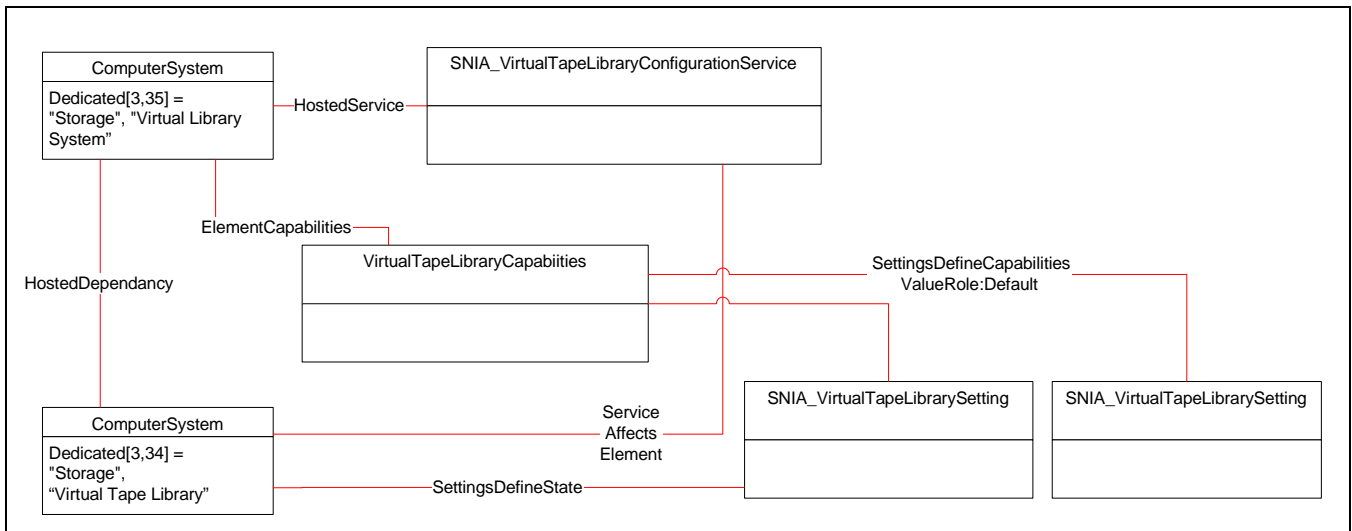 ComputerSystem
Dedicated[3,35] =
"Storage", "Virtual Library
System”
HostedService
SNIA_VirtualTapeLibraryConfigurationService
ElementCapabilities
VirtualTapeLibraryCapabiities
HostedDependancy
SettingsDefineCapabilities
ValueRole:Default
ComputerSystem
Dedicated[3,34] =
"Storage",
“Virtual Tape Library”
Service
Affects
Element
SettingsDefineState
SNIA_VirtualTapeLibrarySetting
SNIA_VirtualTapeLibrarySetting